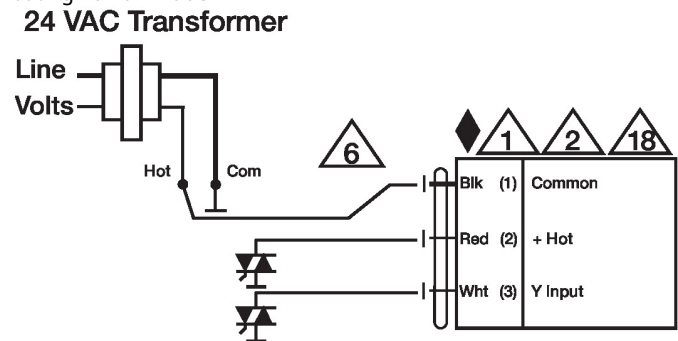 24 VAC Transformer
Line
Volts
Hot
Com
6
1
2
18
Blk (1) Common
Red (2) + Hot
Wht (3) Y Input